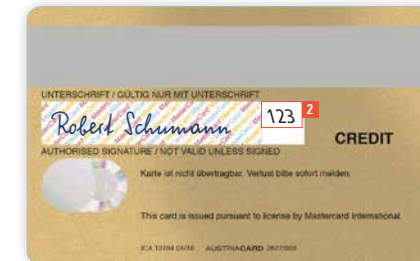 UNTERSCHRIFT / GÜLTIG NUR MIT UNTERSCHRIFT
Robert Schumann 123 2
CREDIT
AUTHORISED SIGNATURE / NOT VALID UNLESS SIGNED
Karte ist nicht übertragbar. Verlust bitte sofort melden.
This card is issued pursuant to license by Mastercard International.
AUSTRIACARD